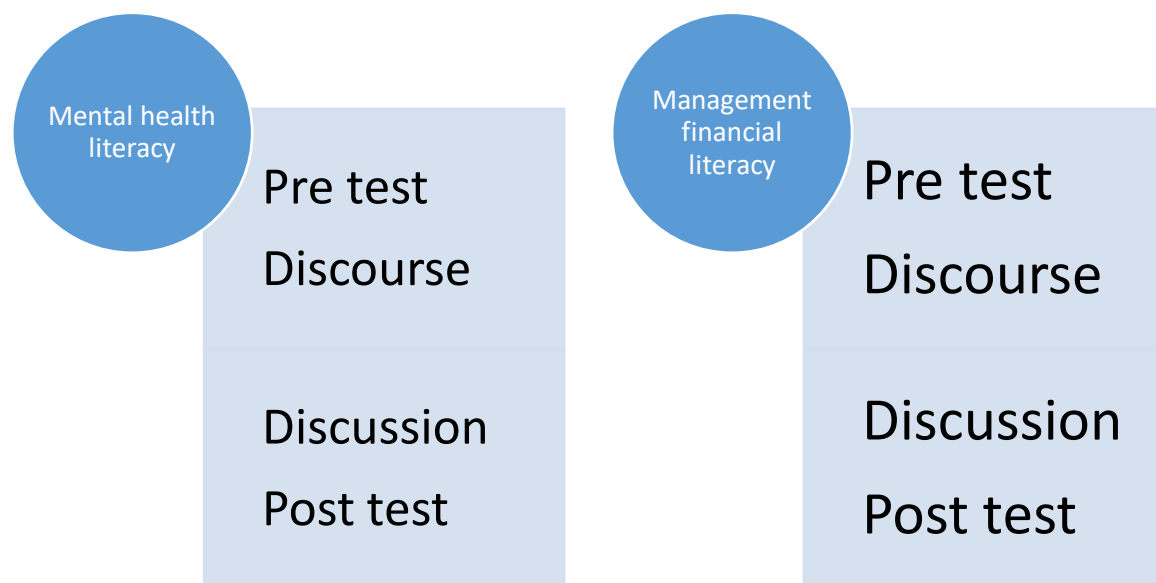 Mental health
literacy
Pre test
Discourse
Discussion
Post test
Management
financial
literacy
Pre test
Discourse
Discussion
Post test